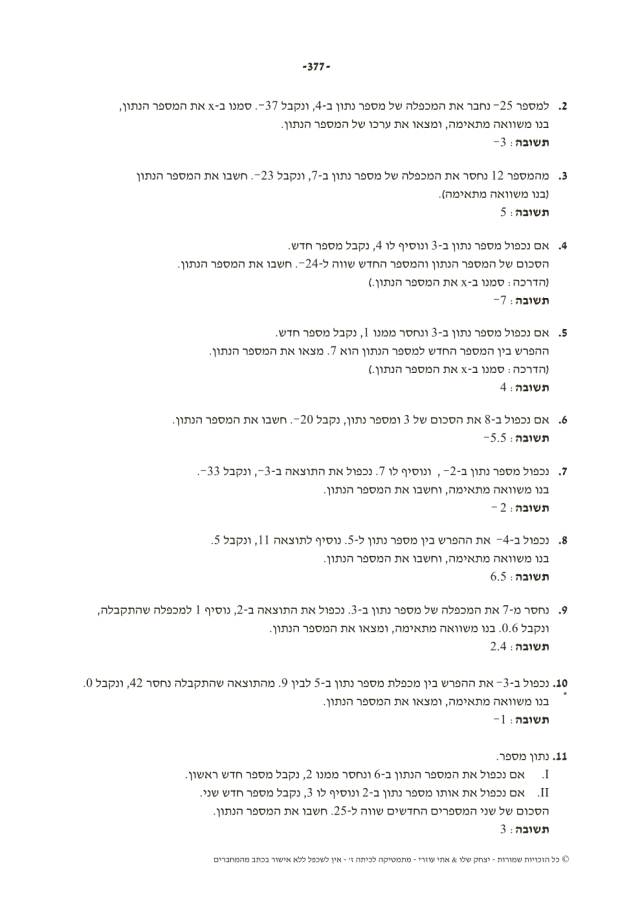 -377-
2. למספר 25− נחבר את המכפלה של מספר נתון ב-4, ונקבל 37−. סמנו ב-x את המספר הנתון,
בנו משוואה מתאימה, ומצאו את ערכו של המספר הנתון.
תשובה : 3−
3. מהמספר 12 נחסר את המכפלה של מספר נתון ב-7, ונקבל 23−. חשבו את המספר הנתון
(בנו משוואה מתאימה).
תשובה : 5
4. אם נכפול מספר נתון ב-3 ונוסיף לו 4, נקבל מספר חדש.
הסכום של המספר הנתון והמספר החדש שווה ל-24−. חשבו את המספר הנתון.
(הדרכה : סמנו ב-x את המספר הנתון.)
תשובה : 7−
5. אם נכפול מספר נתון ב-3 ונחסר ממנו 1, נקבל מספר חדש.
ההפרש בין המספר החדש למספר הנתון הוא 7. מצאו את המספר הנתון.
(הדרכה : סמנו ב-x את המספר הנתון.)
תשובה : 4
6. אם נכפול ב-8 את הסכום של 3 ומספר נתון, נקבל 20−. חשבו את המספר הנתון.
תשובה : 5.5−
7. נכפול מספר נתון ב-2− , ונוסיף לו 7. נכפול את התוצאה ב-3−, ונקבל 33−.
בנו משוואה מתאימה, וחשבו את המספר הנתון.
תשובה : 2 −
8. נכפול ב-4− את ההפרש בין מספר נתון ל-5. נוסיף לתוצאה 11, ונקבל 5.
בנו משוואה מתאימה, וחשבו את המספר הנתון.
תשובה : 6.5
9. נחסר מ-7 את המכפלה של מספר נתון ב-3. נכפול את התוצאה ב-2, נוסיף 1 למכפלה שהתקבלה,
ונקבל 0.6. בנו משוואה מתאימה, ומצאו את המספר הנתון.
תשובה : 2.4
10. נכפול ב-3− את ההפרש בין מכפלת מספר נתון ב-5 לבין 9. מהתוצאה שהתקבלה נחסר 42, ונקבל 0.
* בנו משוואה מתאימה, ומצאו את המספר הנתון.
תשובה : 1−
11. נתון מספר.
I. אם נכפול את המספר הנתון ב-6 ונחסר ממנו 2, נקבל מספר חדש ראשון.
II. אם נכפול את אותו מספר נתון ב-2 ונוסיף לו 3, נקבל מספר חדש שני.
הסכום של שני המספרים החדשים שווה ל-25. חשבו את המספר הנתון.
תשובה : 3
© כל הזכויות שמורות - יצחק שלו & אתי עוזרי - מתמטיקה לכיתה ז׳ - אין לשכפל ללא אישור בכתב מהמחברים